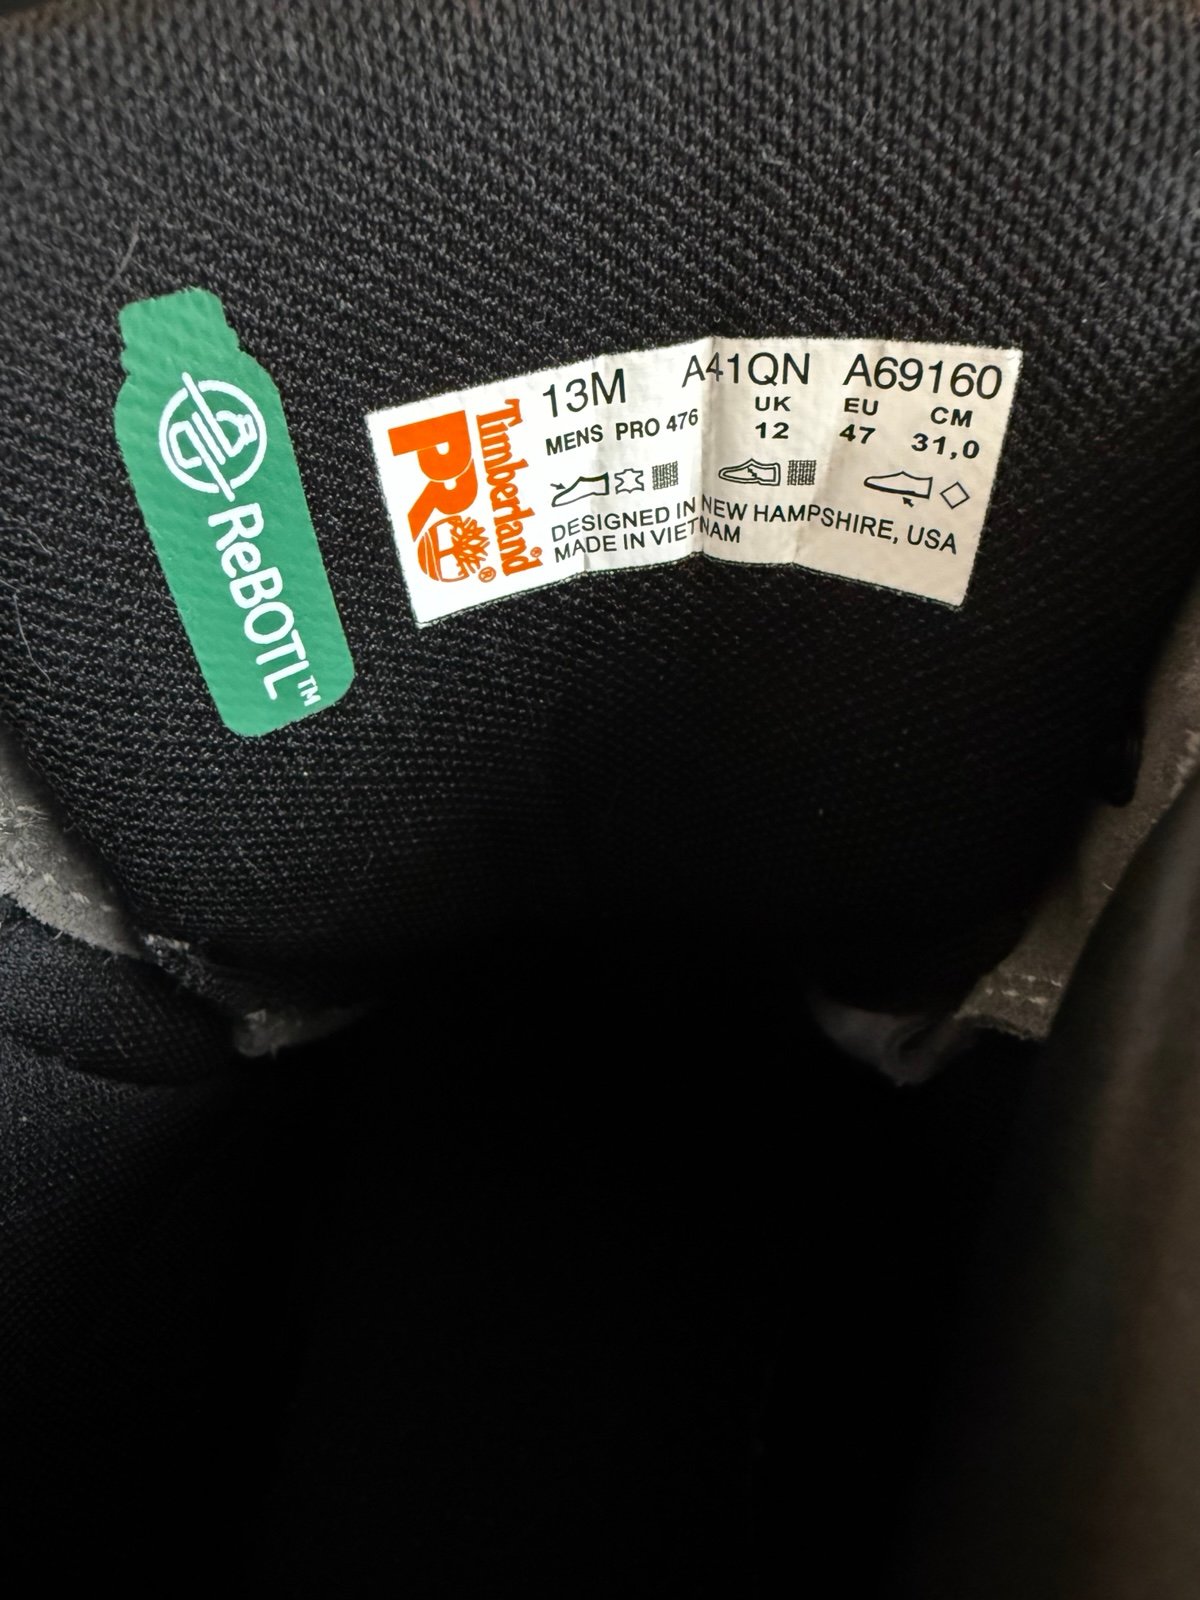 ReBOTL™
Timberland®
PRO®
13M A41QN A69160
MENS PRO 476 UK EU CM
12 47 31,0
DESIGNED IN NEW HAMPSHIRE, USA
MADE IN VIETNAM